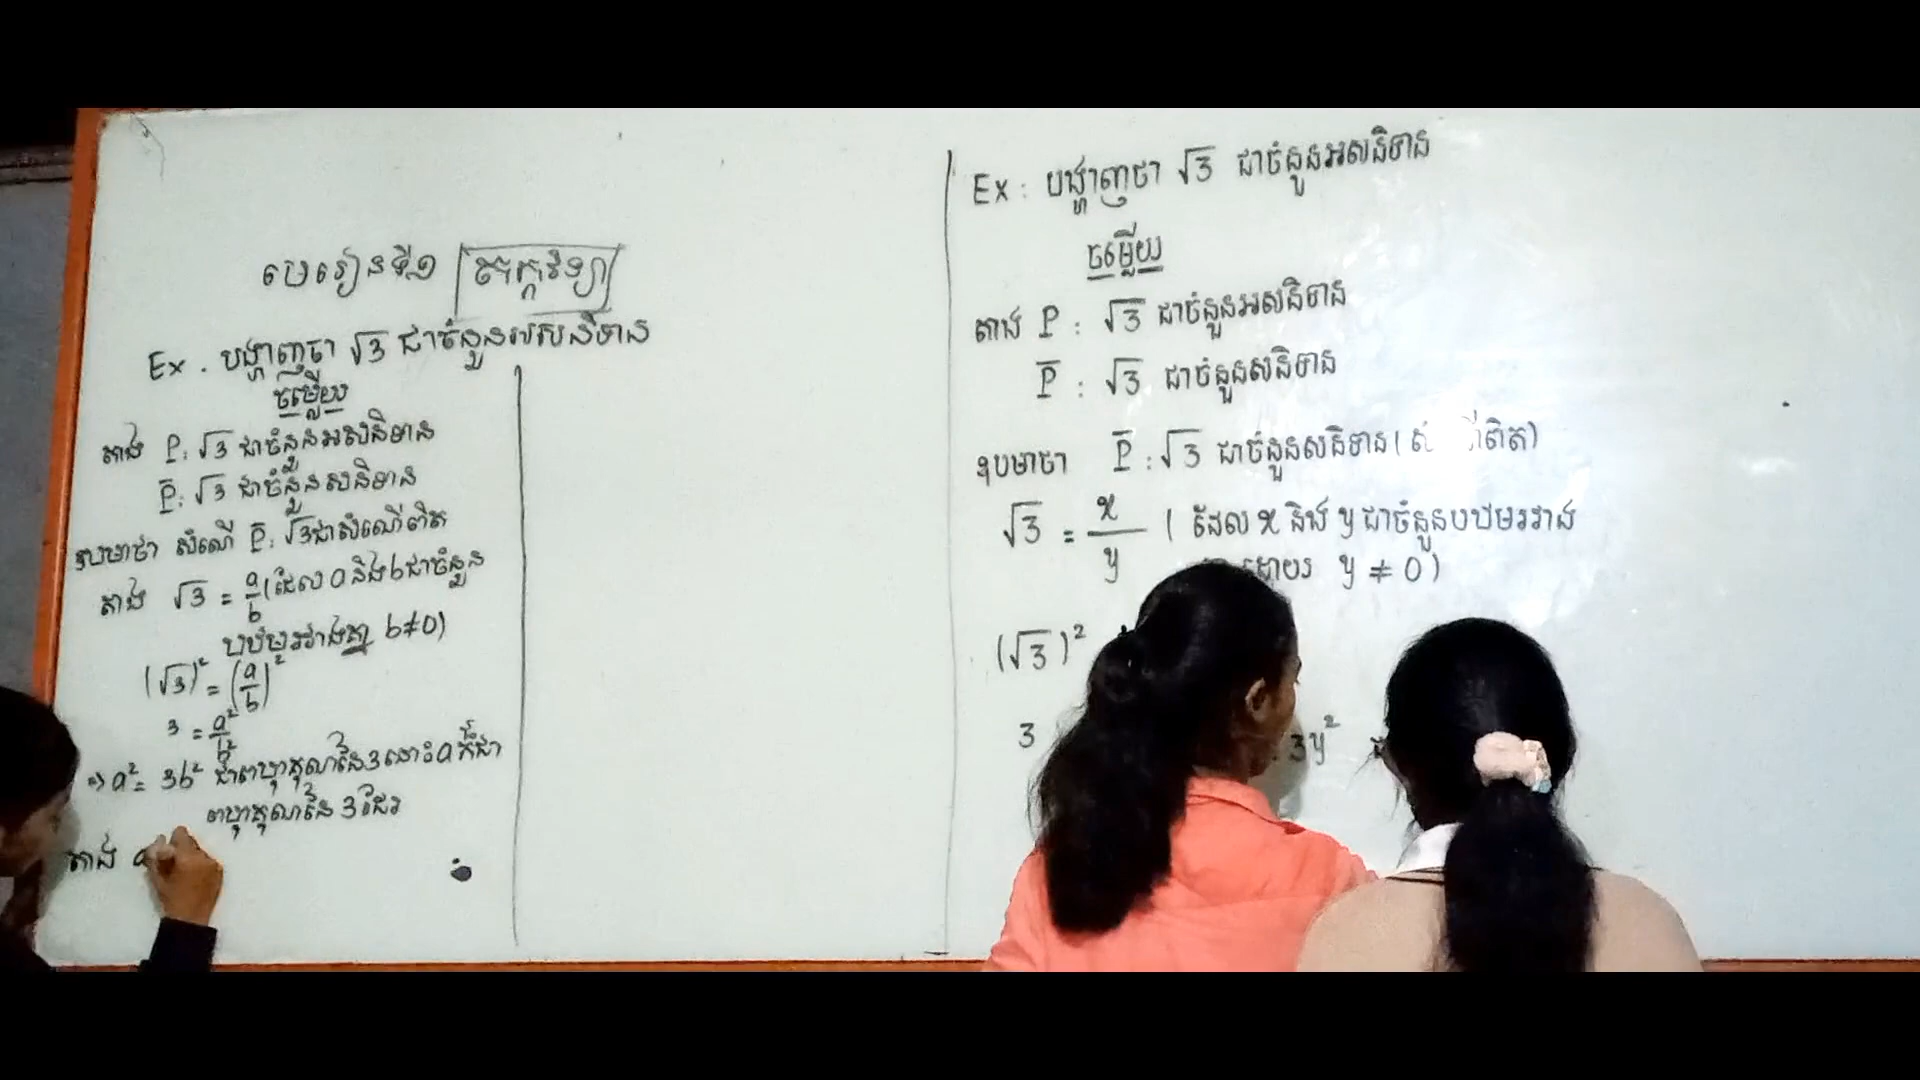 មេរៀនទី១ តក្កវិទ្យា
Ex . បង្ហាញថា √3 ជាចំនួនអសនិទាន
ចម្លើយ
តាង P : √3 ជាចំនួនអសនិទាន
P̅ : √3 ជាចំនួនសនិទាន
ឧបមាថា សំណើ P̅ : √3 ជាសំណើពិត
តាង √3 = a/b (ដែល a និង b ជាចំនួន
បឋមរវាងគ្នា b ≠ 0)
(√3)² = (a/b)²
3 = a²/b²
⇒ a² = 3b² ជាពហុគុណនៃ 3 នោះ a ក៏ជា
ពហុគុណនៃ 3 ដែរ
តាង a
Ex : បង្ហាញថា √3 ជាចំនួនអសនិទាន
ចម្លើយ
តាង P : √3 ជាចំនួនអសនិទាន
P̅ : √3 ជាចំនួនសនិទាន
ឧបមាថា P̅ : √3 ជាចំនួនសនិទាន ( ពិត)
√3 = x/y ( ដែល x និង y ជាចំនួនបឋមរវាង
ដោយ y ≠ 0 )
(√3)²
3 3y²